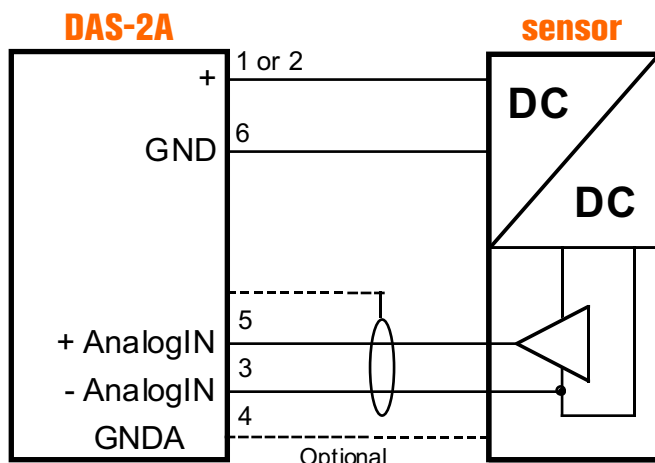 DAS-2A
sensor
+
1 or 2
DC
GND
6
DC
+ AnalogIN
5
- AnalogIN
3
GNDA
4
Optional